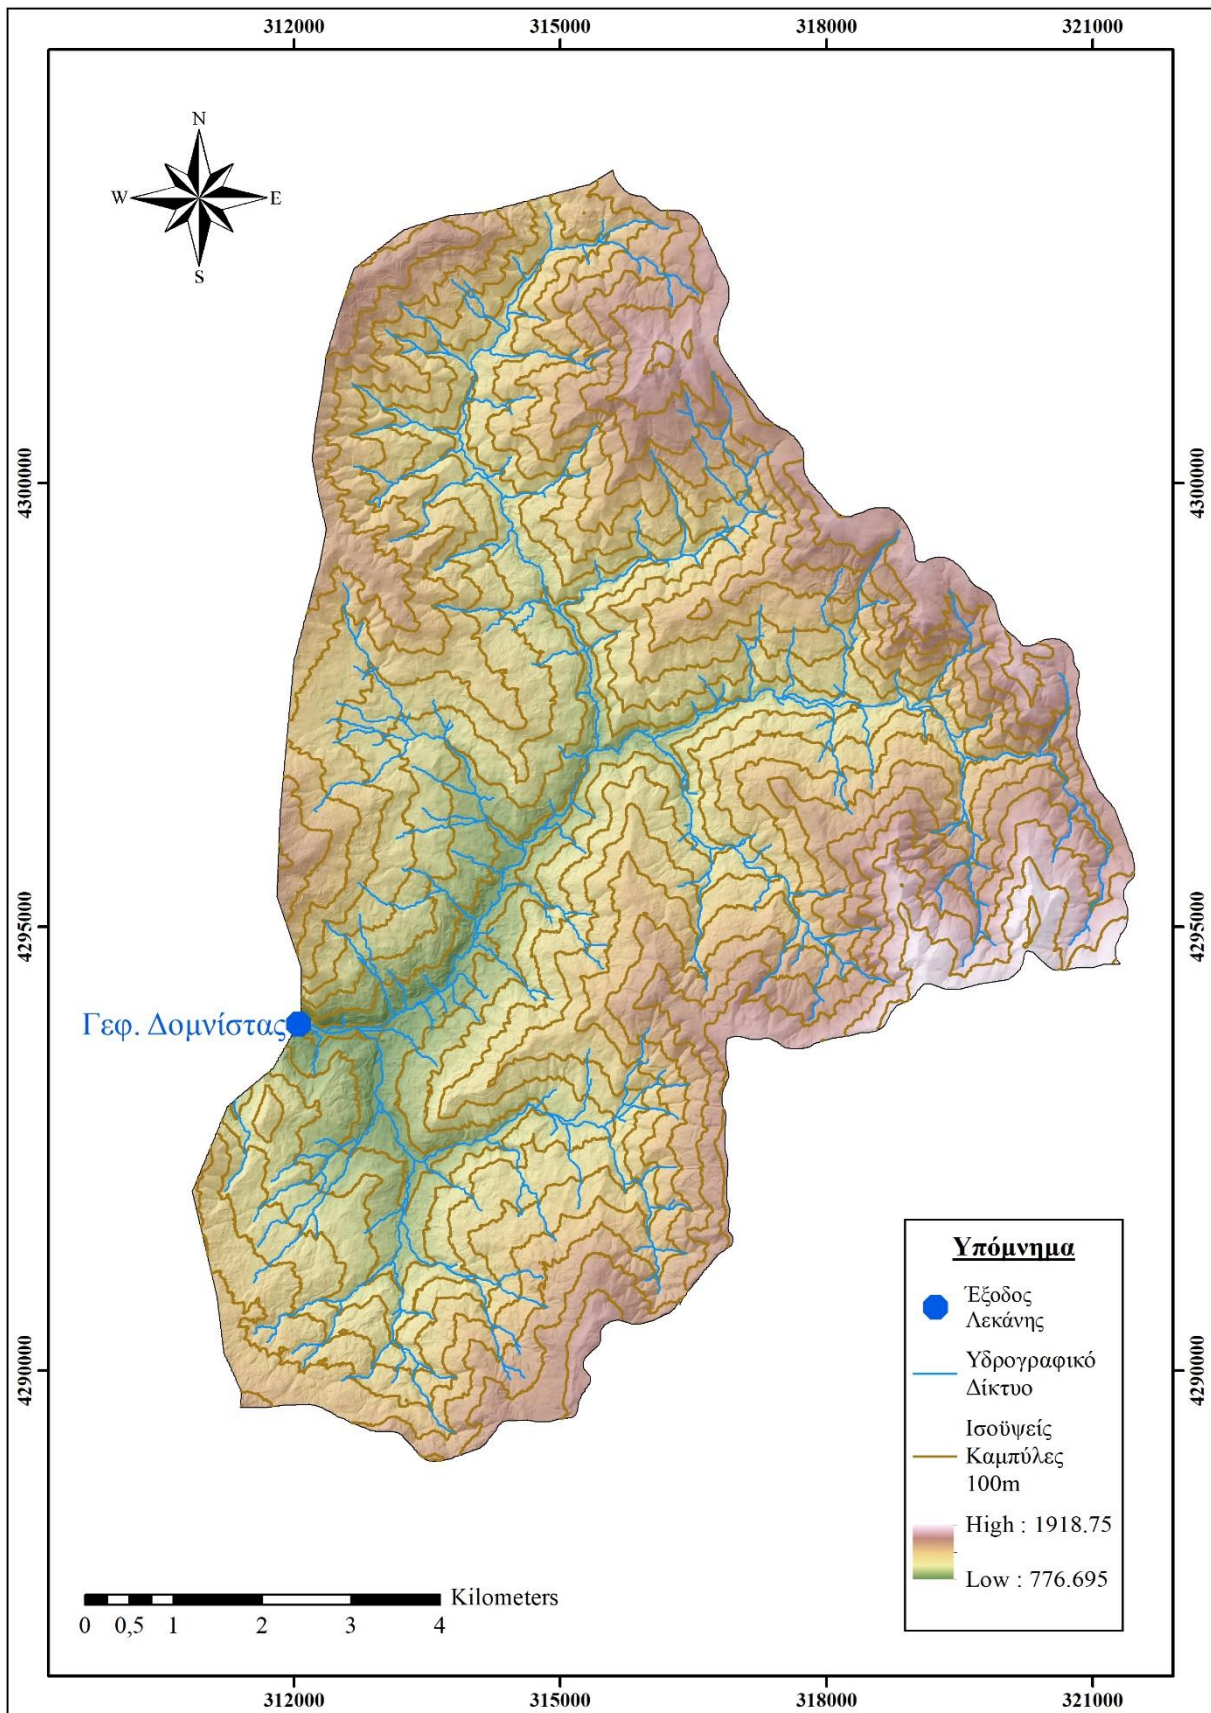 312000 315000 318000 321000
N
W E
S
4300000 4300000
4295000 4295000
Γεφ. Δομνίστας
4290000 4290000
Υπόμνημα
Έξοδος
Λεκάνης
Υδρογραφικό
Δίκτυο
Ισοϋψείς
Καμπύλες
100m
High : 1918.75
Low : 776.695
Kilometers
0 0,5 1 2 3 4
312000 315000 318000 321000